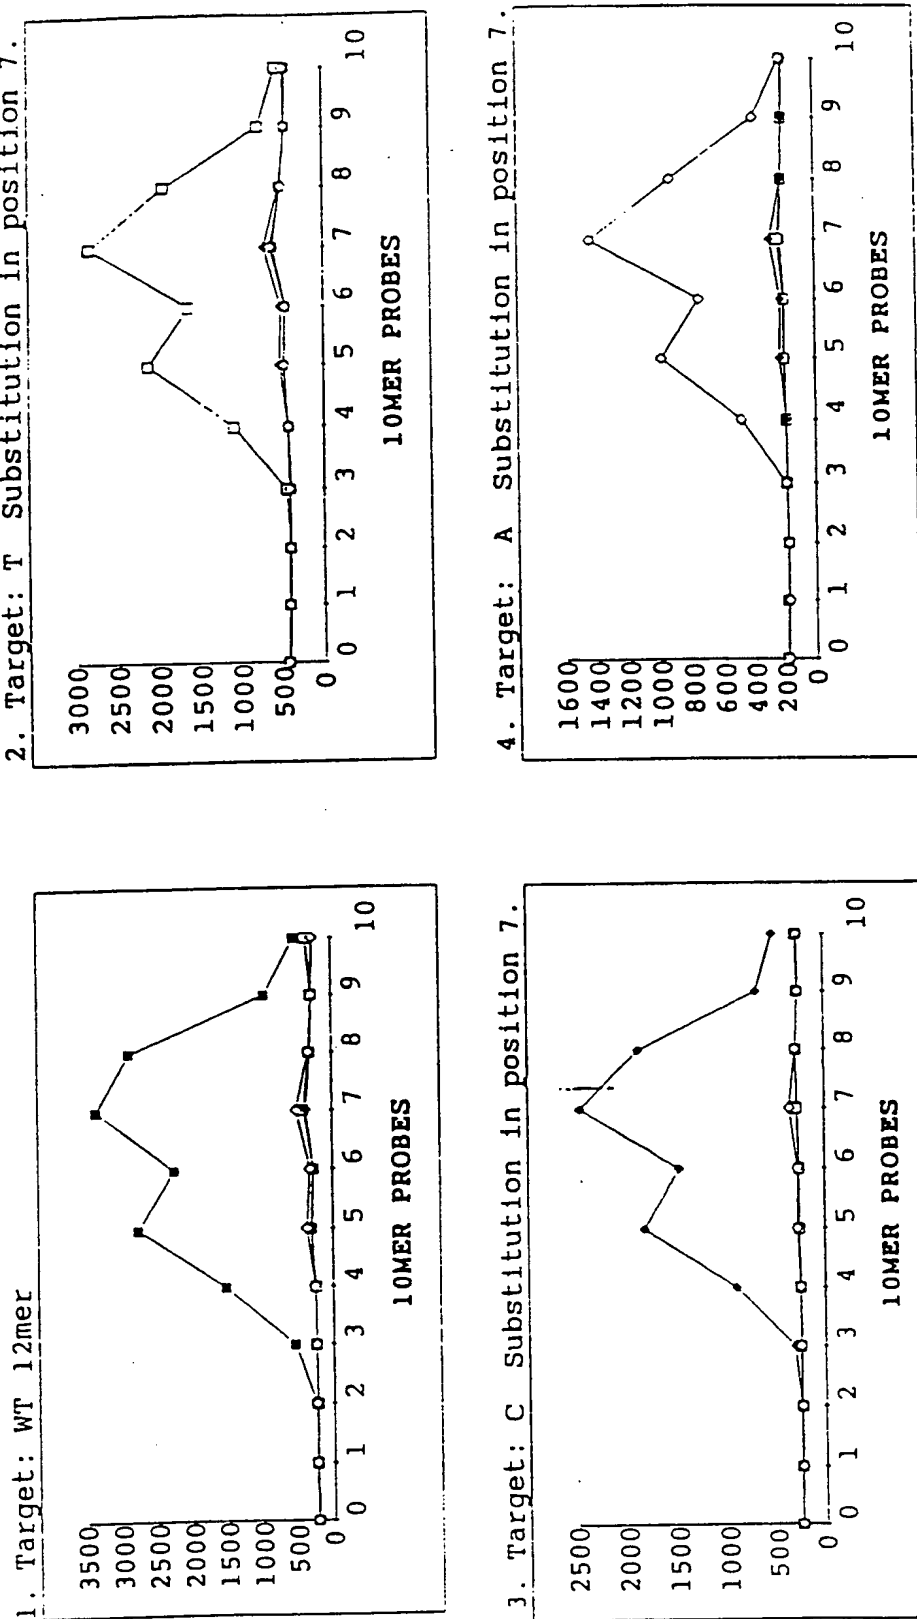 1. Target: WT 12mer
3500
3000
2500
2000
1500
1000
500
0
0 1 2 3 4 5 6 7 8 9 10
10MER PROBES
2. Target: T Substitution in position 7.
3000
2500
2000
1500
1000
500
0
0 1 2 3 4 5 6 7 8 9 10
10MER PROBES
3. Target: C Substitution in position 7.
2500
2000
1500
1000
500
0
0 1 2 3 4 5 6 7 8 9 10
10MER PROBES
4. Target: A Substitution in position 7.
1600
1400
1200
1000
800
600
400
200
0
0 1 2 3 4 5 6 7 8 9 10
10MER PROBES